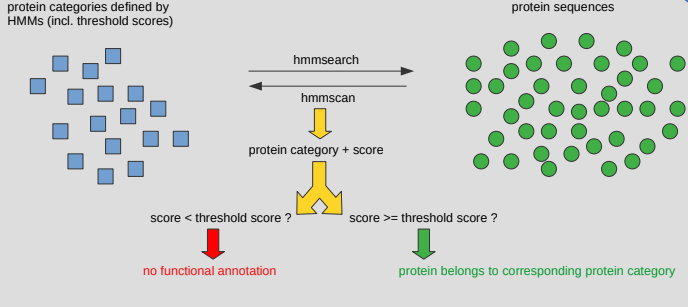 protein categories defined by
HMMs (incl. threshold scores)
protein sequences
hmmsearch
hmmscan
protein category + score
score < threshold score ?
score >= threshold score ?
no functional annotation
protein belongs to corresponding protein category